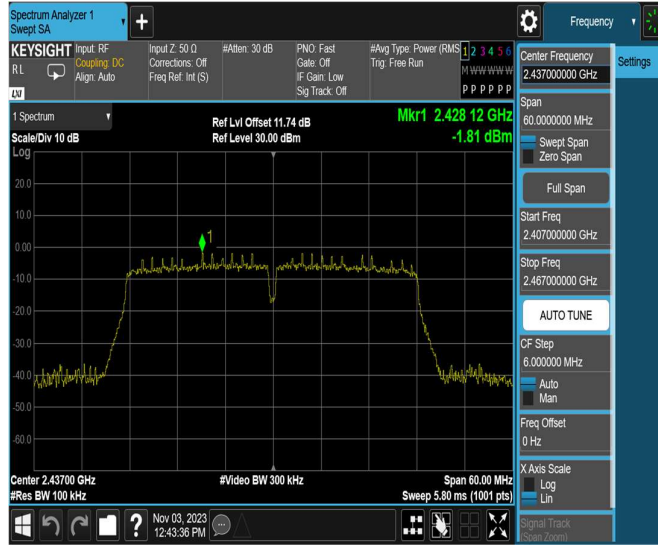 Spectrum Analyzer 1
Swept SA
Frequency
KEYSIGHT
RL
LXI
Input: RF
Coupling: DC
Align: Auto
Input Z: 50 Ω
Corrections: Off
Freq Ref: Int (S)
#Atten: 30 dB
PNO: Fast
Gate: Off
IF Gain: Low
Sig Track: Off
#Avg Type: Power (RMS
Trig: Free Run
1 2 3 4 5 6
M W W W W W
P P P P P P
1 Spectrum
Scale/Div 10 dB
Ref Lvl Offset 11.74 dB
Ref Level 30.00 dBm
Mkr1 2.428 12 GHz
-1.81 dBm
Log
20.0
10.0
0.00
-10.0
-20.0
-30.0
-40.0
-50.0
-60.0
1
Center 2.43700 GHz
#Res BW 100 kHz
#Video BW 300 kHz
Span 60.00 MHz
Sweep 5.80 ms (1001 pts)
Nov 03, 2023
12:43:36 PM
Center Frequency
2.437000000 GHz
Settings
Span
60.0000000 MHz
Swept Span
Zero Span
Full Span
Start Freq
2.407000000 GHz
Stop Freq
2.467000000 GHz
AUTO TUNE
CF Step
6.000000 MHz
Auto
Man
Freq Offset
0 Hz
X Axis Scale
Log
Lin
Signal Track
(Span Zoom)